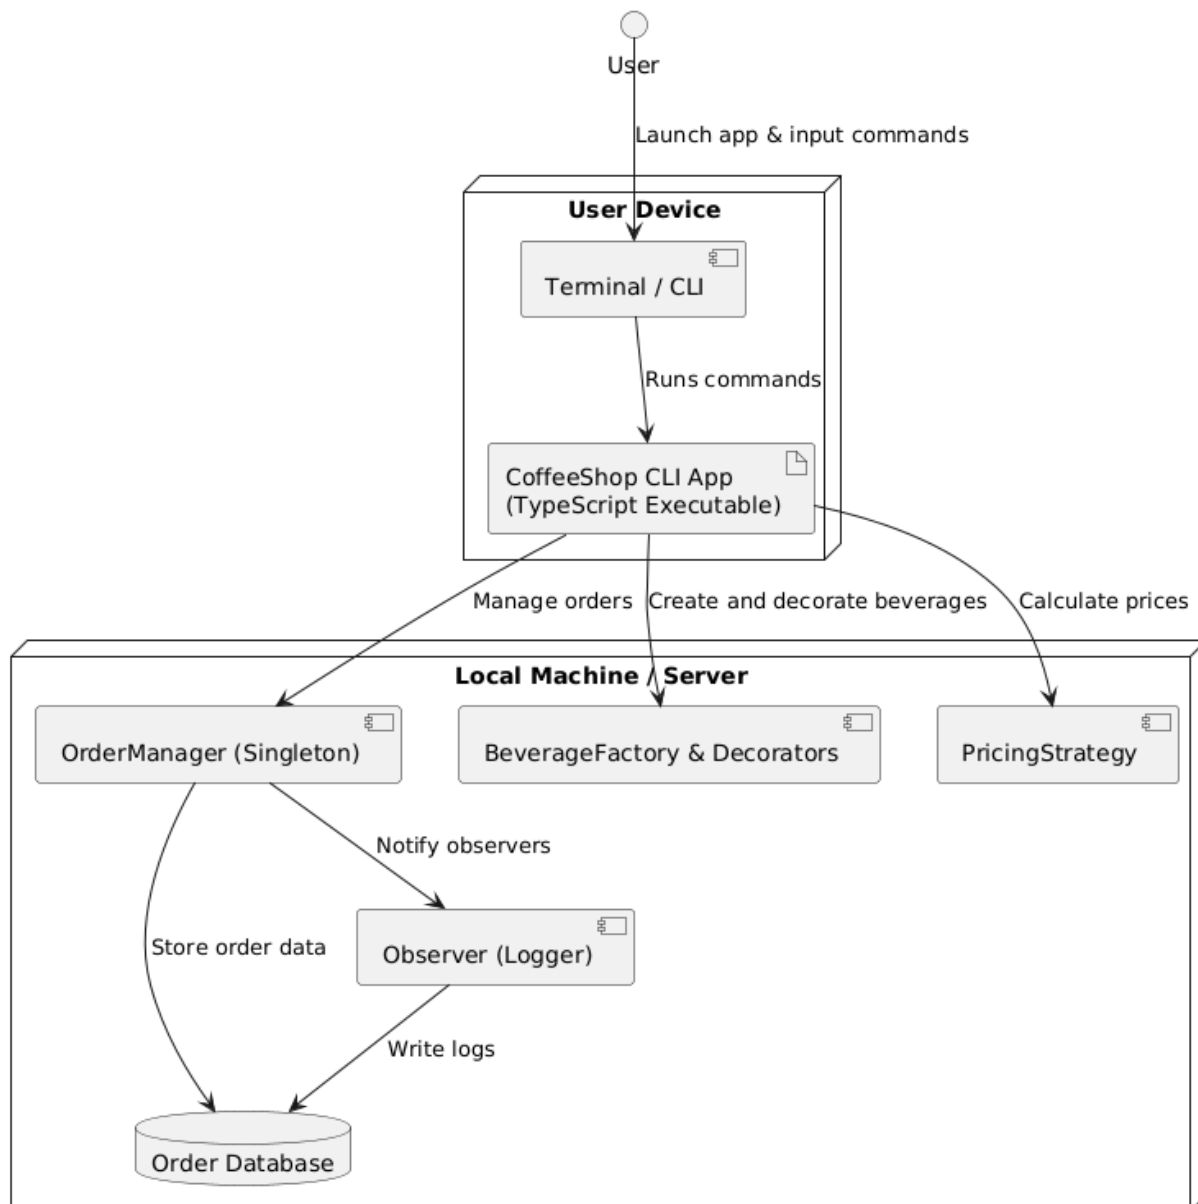 User
Launch app & input commands
User Device
Terminal / CLI
Runs commands
CoffeeShop CLI App
(TypeScript Executable)
Manage orders
Create and decorate beverages
Calculate prices
Local Machine / Server
OrderManager (Singleton)
BeverageFactory & Decorators
PricingStrategy
Notify observers
Store order data
Observer (Logger)
Write logs
Order Database